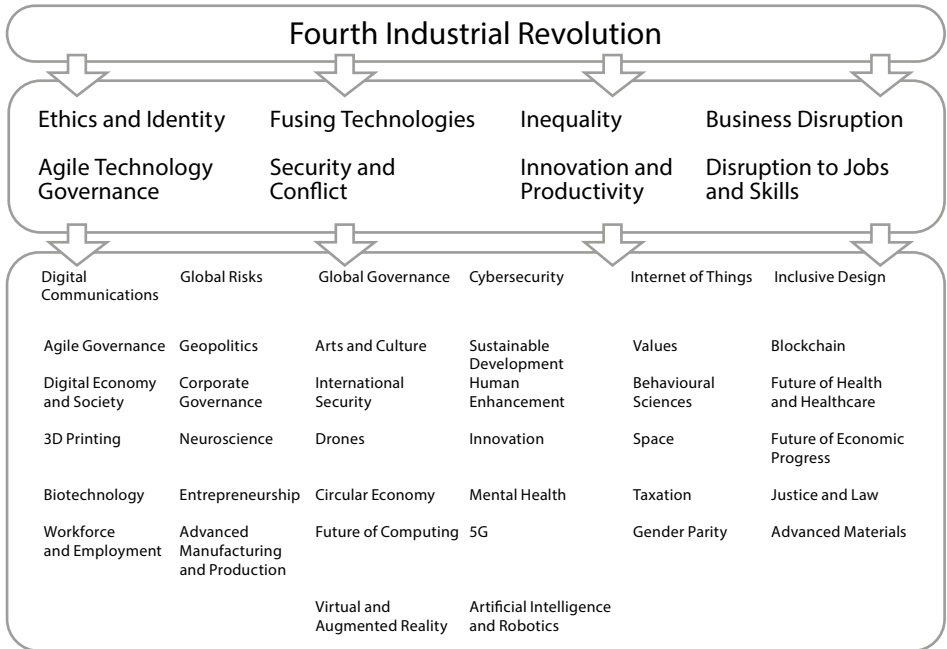 Fourth Industrial Revolution
Ethics and Identity
Fusing Technologies
Inequality
Business Disruption
Agile Technology
Governance
Security and
Conflict
Innovation and
Productivity
Disruption to Jobs
and Skills
Digital
Communications
Global Risks
Global Governance
Cybersecurity
Internet of Things
Inclusive Design
Agile Governance
Geopolitics
Arts and Culture
Sustainable
Development
Values
Blockchain
Digital Economy
and Society
Corporate
Governance
International
Security
Human
Enhancement
Behavioural
Sciences
Future of Health
and Healthcare
3D Printing
Neuroscience
Drones
Innovation
Space
Future of Economic
Progress
Biotechnology
Entrepreneurship
Circular Economy
Mental Health
Taxation
Justice and Law
Workforce
and Employment
Advanced
Manufacturing
and Production
Future of Computing
5G
Gender Parity
Advanced Materials
Virtual and
Augmented Reality
Artificial Intelligence
and Robotics